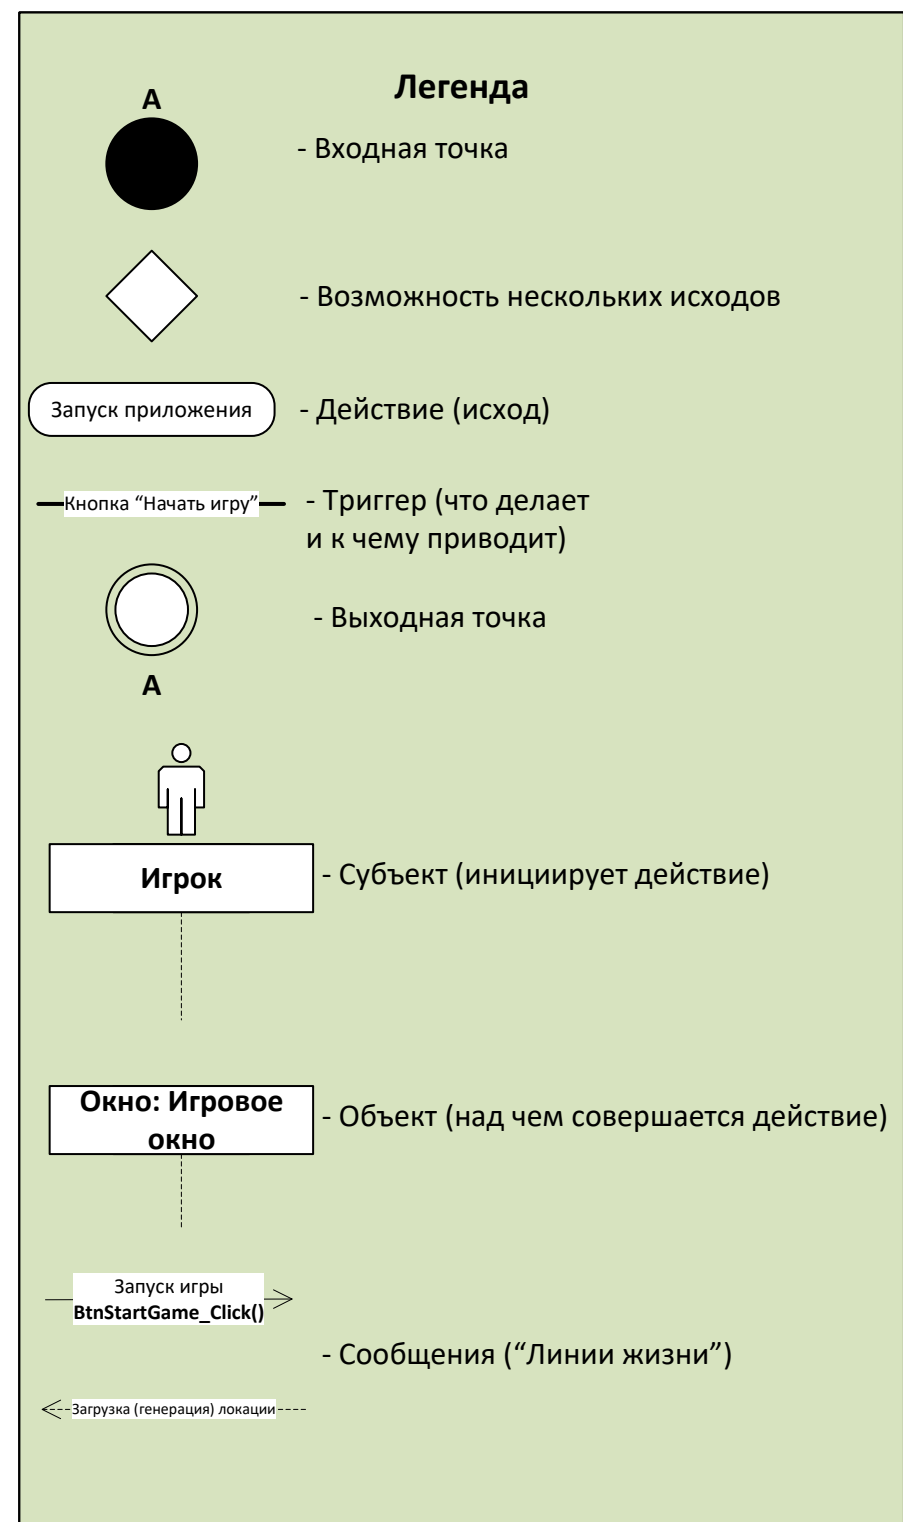 Легенда
А
- Входная точка
- Возможность нескольких исходов
Запуск приложения
- Действие (исход)
Кнопка “Начать игру”
- Триггер (что делает
и к чему приводит)
- Выходная точка
А
Игрок
- Субъект (инициирует действие)
Окно: Игровое
окно
- Объект (над чем совершается действие)
Запуск игры
BtnStartGame_Click()
- Сообщения (“Линии жизни”)
Загрузка (генерация) локации